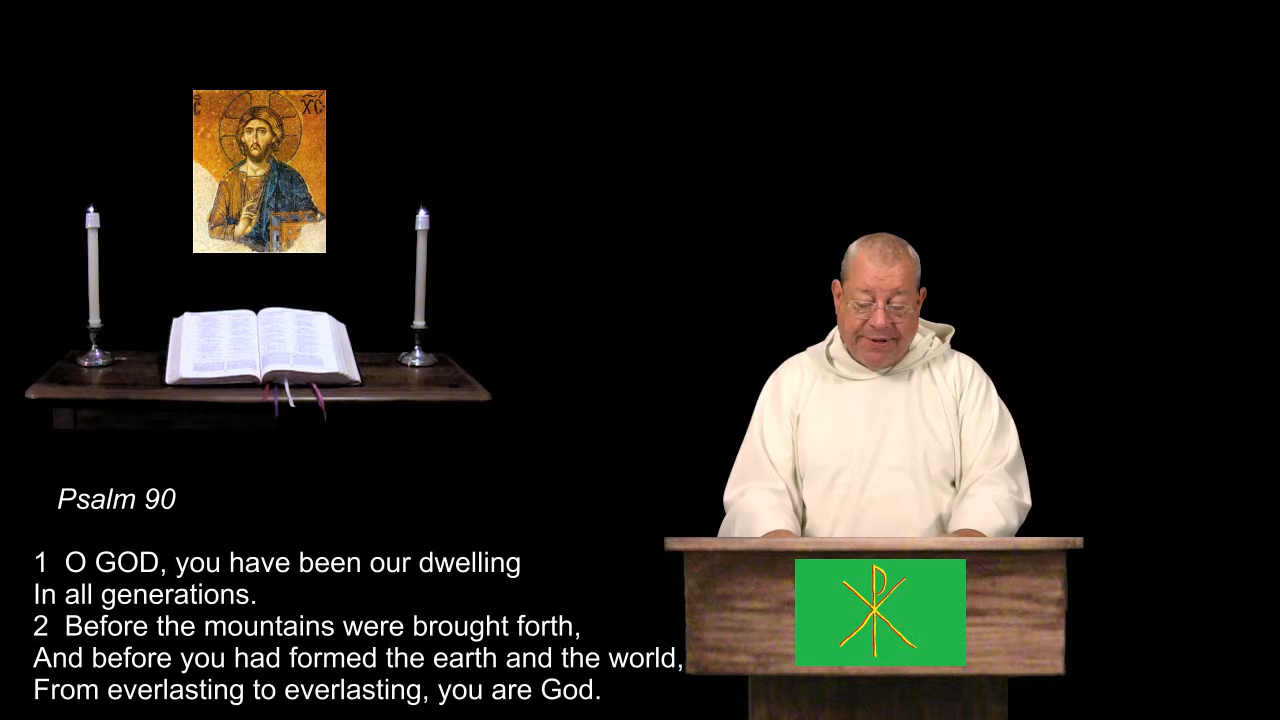 Psalm 90
1 O GOD, you have been our dwelling
In all generations.
2 Before the mountains were brought forth,
And before you had formed the earth and the world,
From everlasting to everlasting, you are God.